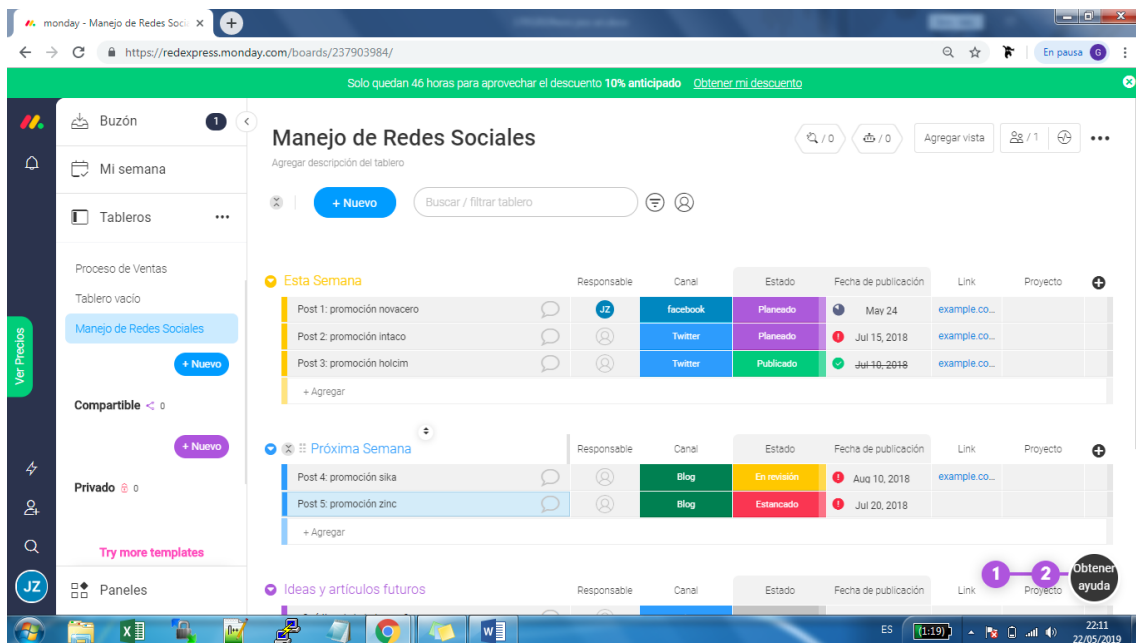 monday - Manejo de Redes Soci
https://redexpress.monday.com/boards/237903984/
En pausa G
Solo quedan 46 horas para aprovechar el descuento 10% anticipado Obtener mi descuento
Buzón 1
Mi semana
Tableros
Proceso de Ventas
Tablero vacío
Manejo de Redes Sociales
+ Nuevo
Compartible 0
+ Nuevo
Privado 0
Try more templates
Paneles
Ver Precios
JZ
Manejo de Redes Sociales
Agregar descripción del tablero
/ 0
/ 0
Agregar vista
/ 1
+ Nuevo
Buscar / filtrar tablero
Esta Semana Responsable Canal Estado Fecha de publicación Link Proyecto
Post 1: promoción novacero JZ facebook Planeado May 24 example.co...
Post 2: promoción intaco Twitter Planeado Jul 15, 2018 example.co...
Post 3: promoción holcim Twitter Publicado Jul 10, 2018 example.co...
+ Agregar
Próxima Semana Responsable Canal Estado Fecha de publicación Link Proyecto
Post 4: promoción sika Blog En revisión Aug 10, 2018 example.co...
Post 5: promoción zinc Blog Estancado Jul 20, 2018
+ Agregar
Ideas y artículos futuros Responsable Canal Estado Fecha de publicación Link Proyecto
1 2 Obtener ayuda
ES (1:19) 22:11
22/05/2019